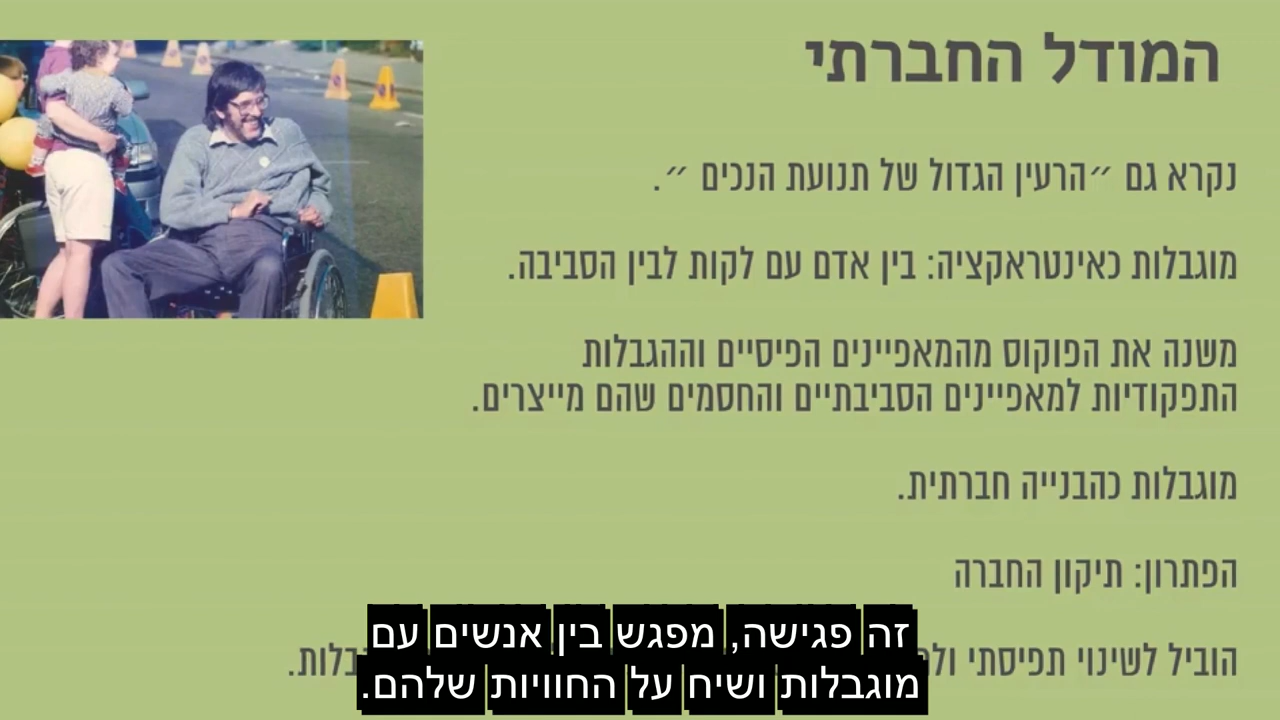 המודל החברתי
נקרא גם ״הרעין הגדול של תנועת הנכים ״.
מוגבלות כאינטראקציה: בין אדם עם לקות לבין הסביבה.
משנה את הפוקוס מהמאפיינים הפיסיים וההגבלות
התפקודיות למאפיינים הסביבתיים והחסמים שהם מייצרים.
מוגבלות כהבנייה חברתית.
הפתרון: תיקון החברה
הוביל לשינוי תפיסתי
זה פגישה, מפגש בין אנשים עם
מוגבלות ושיח על החוויות שלהם.